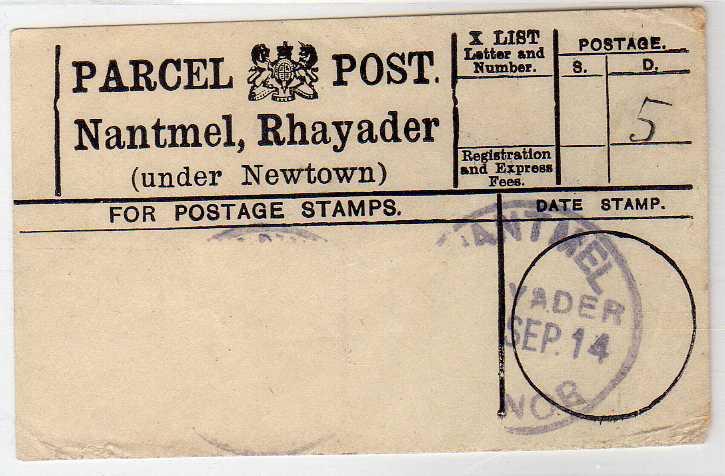 PARCEL POST.
Nantmel, Rhayader
(under Newtown)
X LIST
Letter and
Number.
Registration
and Express
Fees.
POSTAGE.
S. D.
5
FOR POSTAGE STAMPS.
DATE STAMP.
NANTMEL
YADER
SEP. 14
NOR